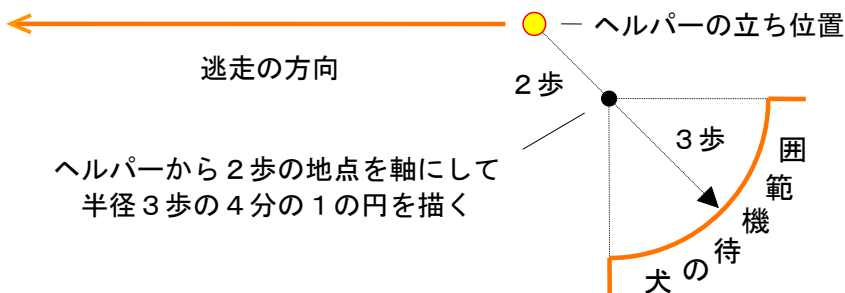 ヘルパーの立ち位置
逃走の方向
2歩
3歩
ヘルパーから2歩の地点を軸にして
半径3歩の4分の1の円を描く
犬の待機範囲